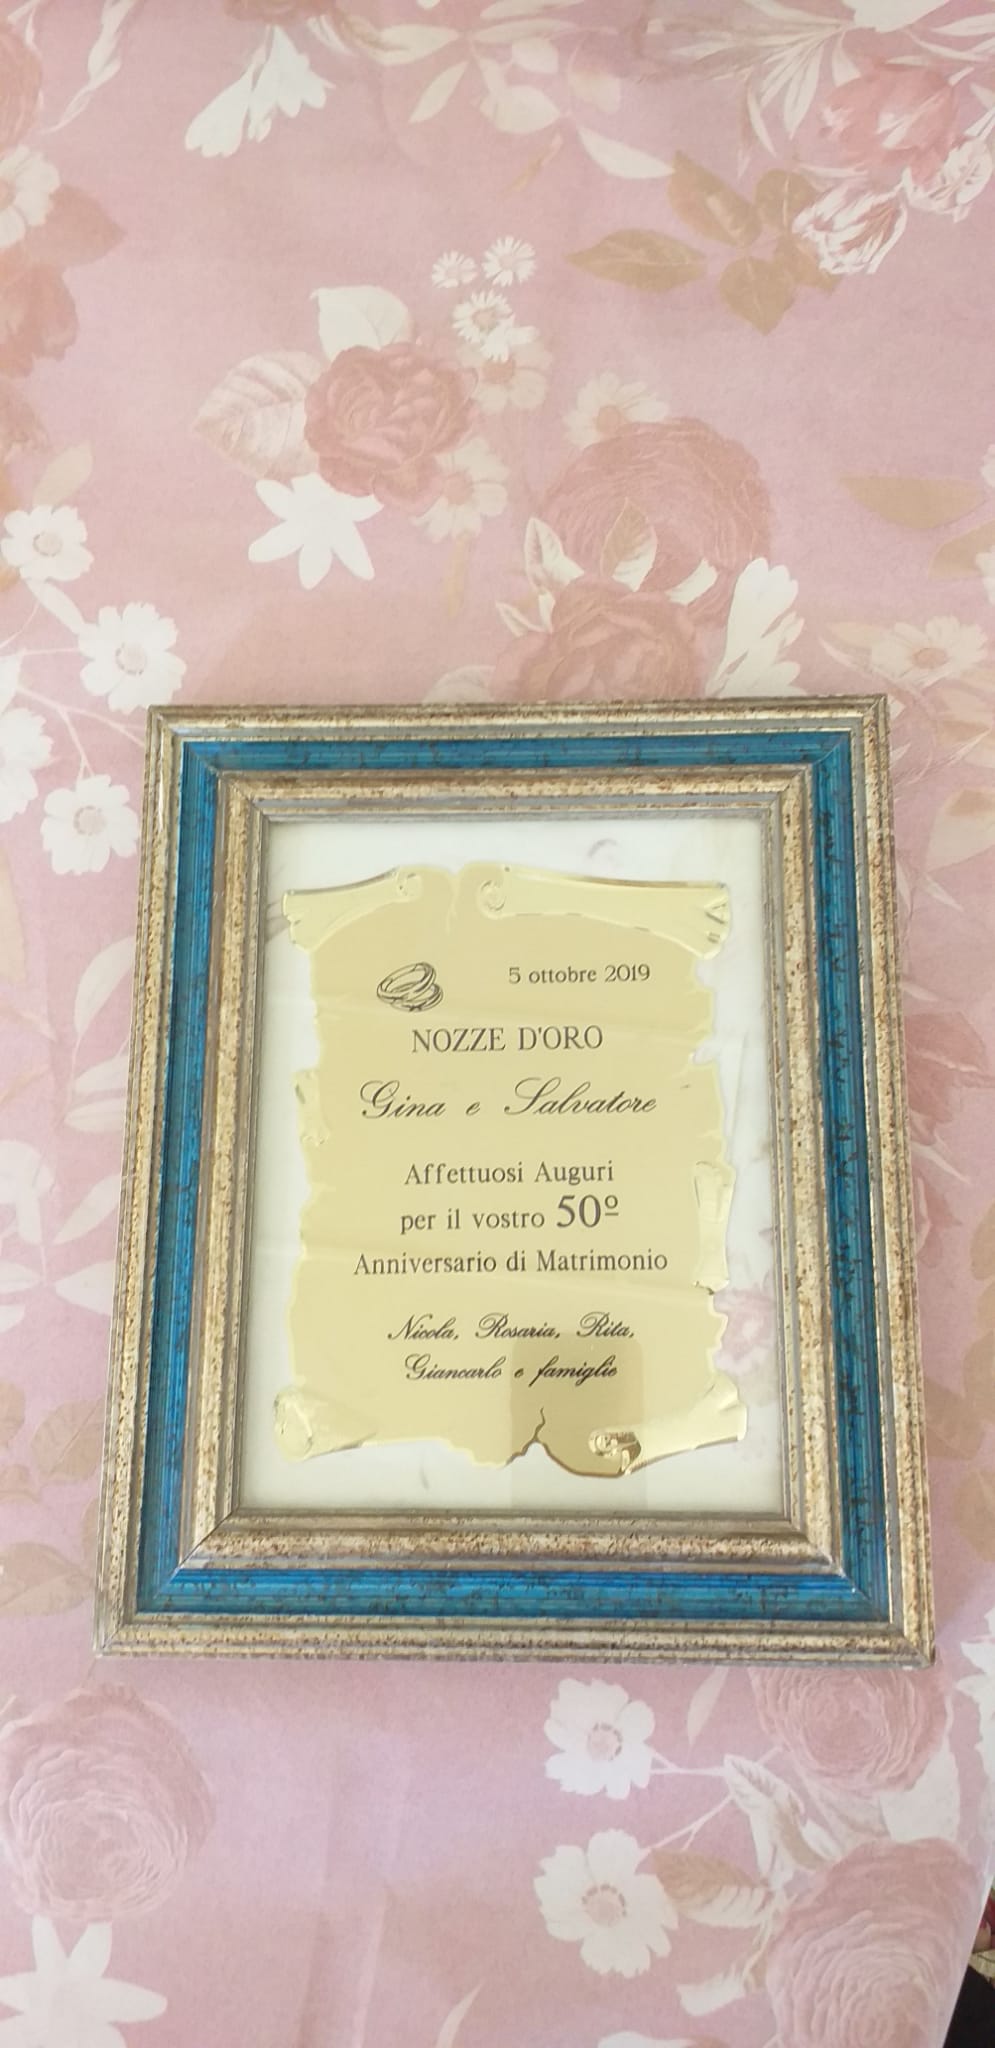 5 ottobre 2019
NOZZE D'ORO
Gina e Salvatore
Affettuosi Auguri
per il vostro 50º
Anniversario di Matrimonio
Nicola, Rosaria, Rita,
Giancarlo e famiglie